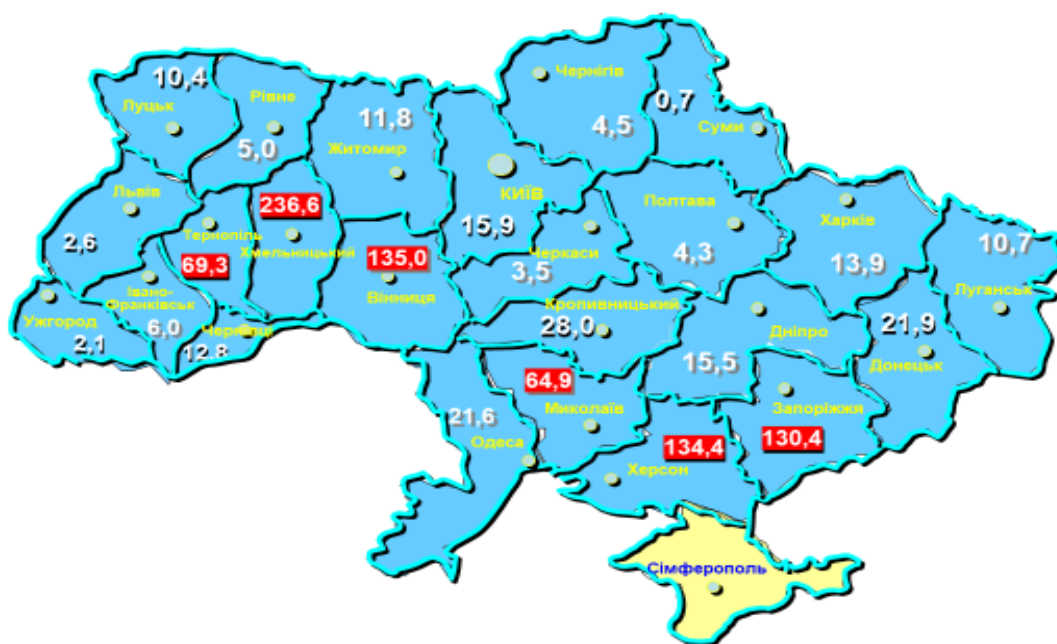 10,4
Луцьк
Рівне
5,0
11,8
Житомир
Чернігів
4,5
0,7
Суми
КИЇВ
15,9
Львів
2,6
236,6
Хмельницький
Тернопіль
69,3
135,0
Вінниця
Черкаси
3,5
Полтава
4,3
Харків
13,9
10,7
Луганськ
Івано-
Франківськ
6,0
Ужгород
2,1
Чернівці
12,8
Кропивницький
28,0
Дніпро
15,5
21,9
Донецьк
64,9
Миколаїв
21,6
Одеса
134,4
Херсон
Запоріжжя
130,4
Сімферополь